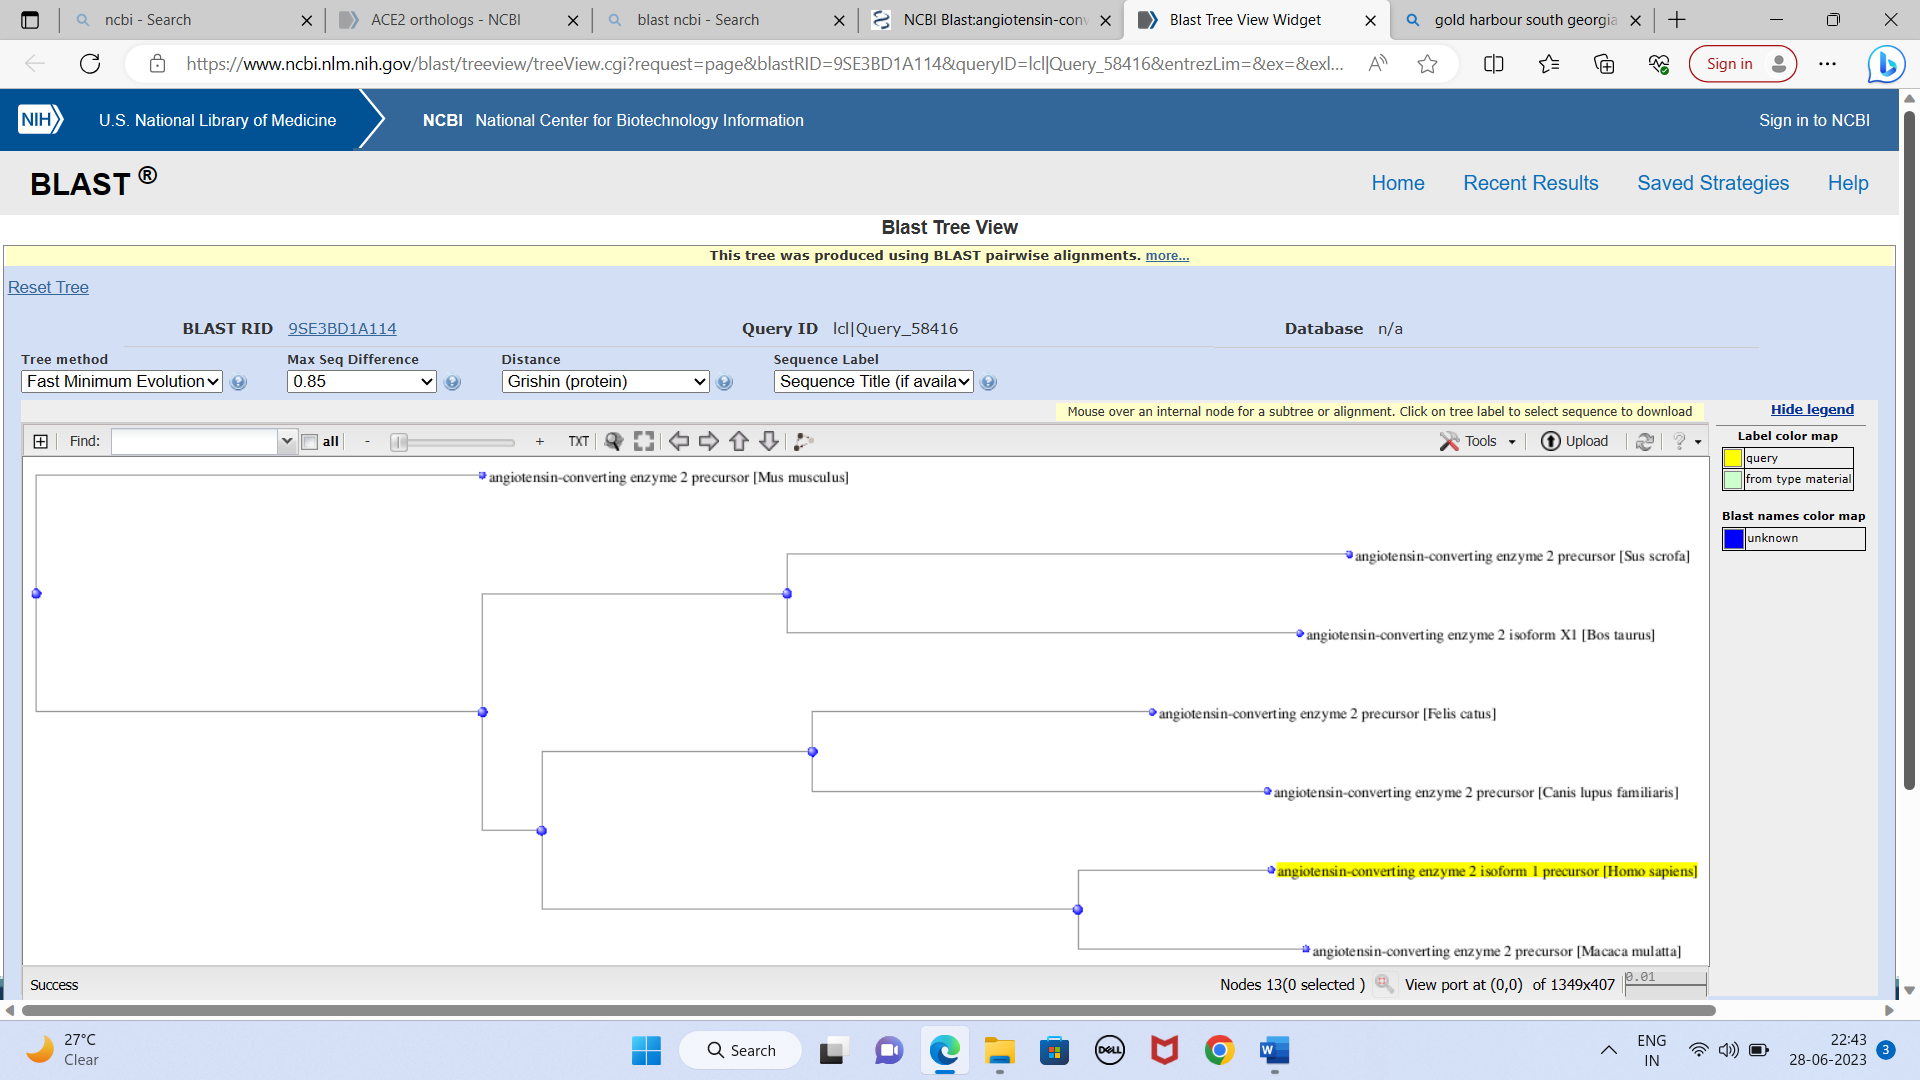 ncbi - Search
ACE2 orthologs - NCBI
blast ncbi - Search
NCBI Blast:angiotensin-conv
Blast Tree View Widget
gold harbour south georgia
https://www.ncbi.nlm.nih.gov/blast/treeview/treeView.cgi?request=page&blastRID=9SE3BD1A114&queryID=lcl|Query_58416&entrezLim=&ex=&exl...
Sign in
NIH
U.S. National Library of Medicine
NCBI National Center for Biotechnology Information
Sign in to NCBI
BLAST ®
Home
Recent Results
Saved Strategies
Help
Blast Tree View
This tree was produced using BLAST pairwise alignments. more...
Reset Tree
BLAST RID 9SE3BD1A114
Query ID lcl|Query_58416
Database n/a
Tree method
Max Seq Difference
Distance
Sequence Label
Fast Minimum Evolution
0.85
Grishin (protein)
Sequence Title (if availa
Mouse over an internal node for a subtree or alignment. Click on tree label to select sequence to download
Hide legend
Find:
all
-
+
TXT
Tools
Upload
?
Label color map
query
from type material
Blast names color map
unknown
angiotensin-converting enzyme 2 precursor [Mus musculus]
angiotensin-converting enzyme 2 precursor [Sus scrofa]
angiotensin-converting enzyme 2 isoform X1 [Bos taurus]
angiotensin-converting enzyme 2 precursor [Felis catus]
angiotensin-converting enzyme 2 precursor [Canis lupus familiaris]
angiotensin-converting enzyme 2 isoform 1 precursor [Homo sapiens]
angiotensin-converting enzyme 2 precursor [Macaca mulatta]
Success
Nodes 13(0 selected )
View port at (0,0) of 1349x407
0.01
27°C
Clear
Search
DELL
W
ENG
IN
22:43
28-06-2023
3